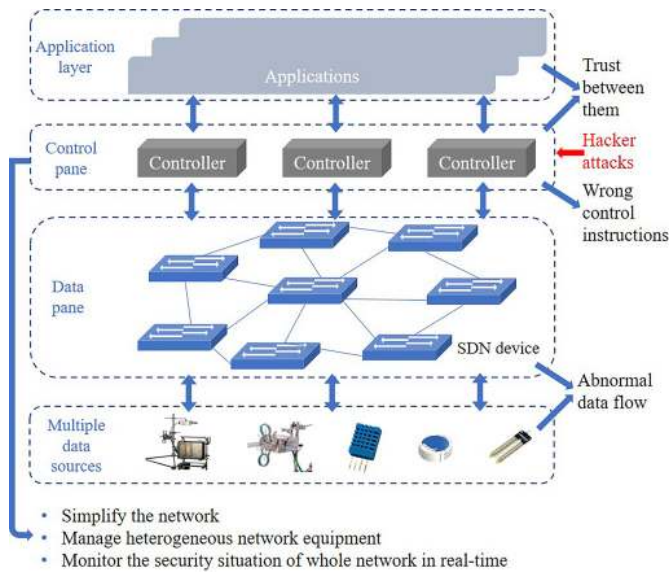 Application
layer
Applications
Trust
between
them
Control
pane
Controller
Controller
Controller
Hacker
attacks
Wrong
control
instructions
Data
pane
SDN device
Abnormal
data flow
Multiple
data
sources
• Simplify the network
• Manage heterogeneous network equipment
• Monitor the security situation of whole network in real-time